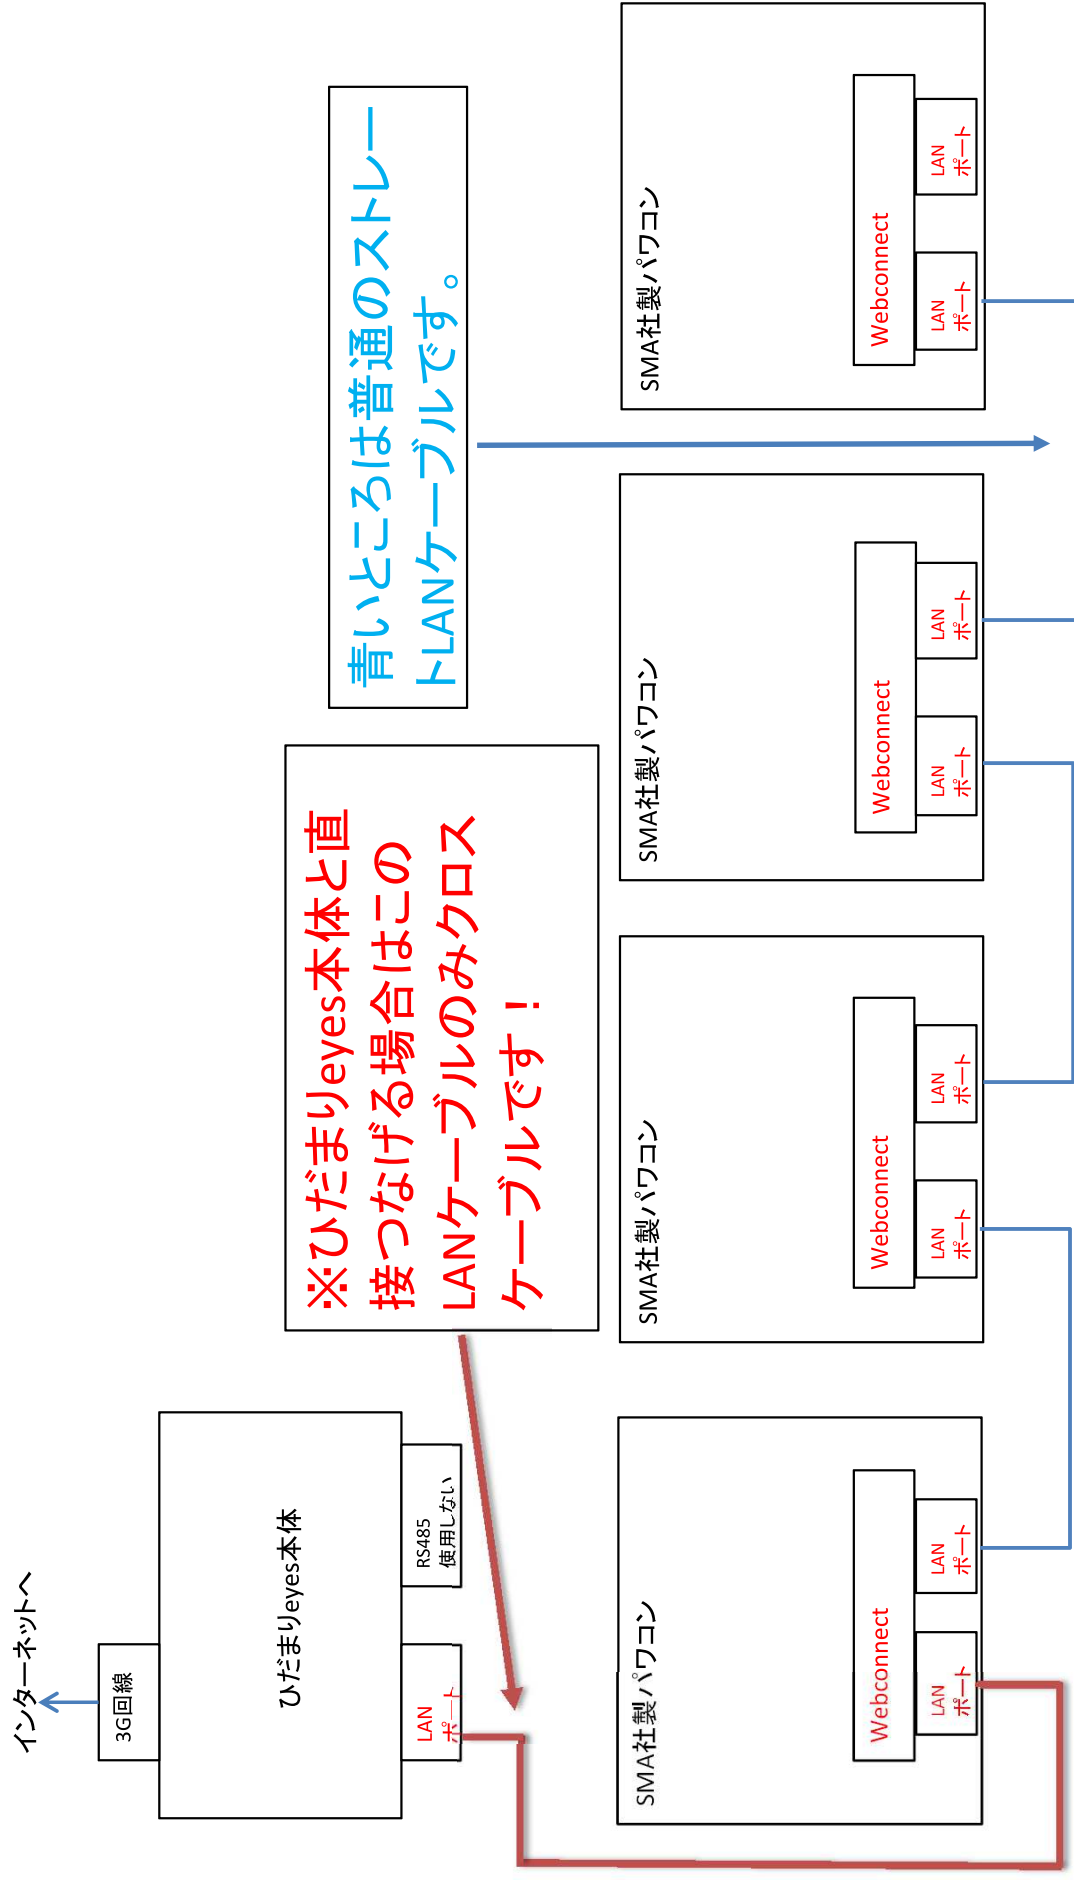 インターネットへ
3G回線
ひだまりeyes本体
LAN
ポート
RS485
使用しない
※ひだまりeyes本体と直
接つなげる場合はこの
LANケーブルのみクロス
ケーブルです！
青いところは普通のストレー
トLANケーブルです。
SMA社製パワコン
Webconnect
LAN
ポート
LAN
ポート
SMA社製パワコン
Webconnect
LAN
ポート
LAN
ポート
SMA社製パワコン
Webconnect
LAN
ポート
LAN
ポート
SMA社製パワコン
Webconnect
LAN
ポート
LAN
ポート